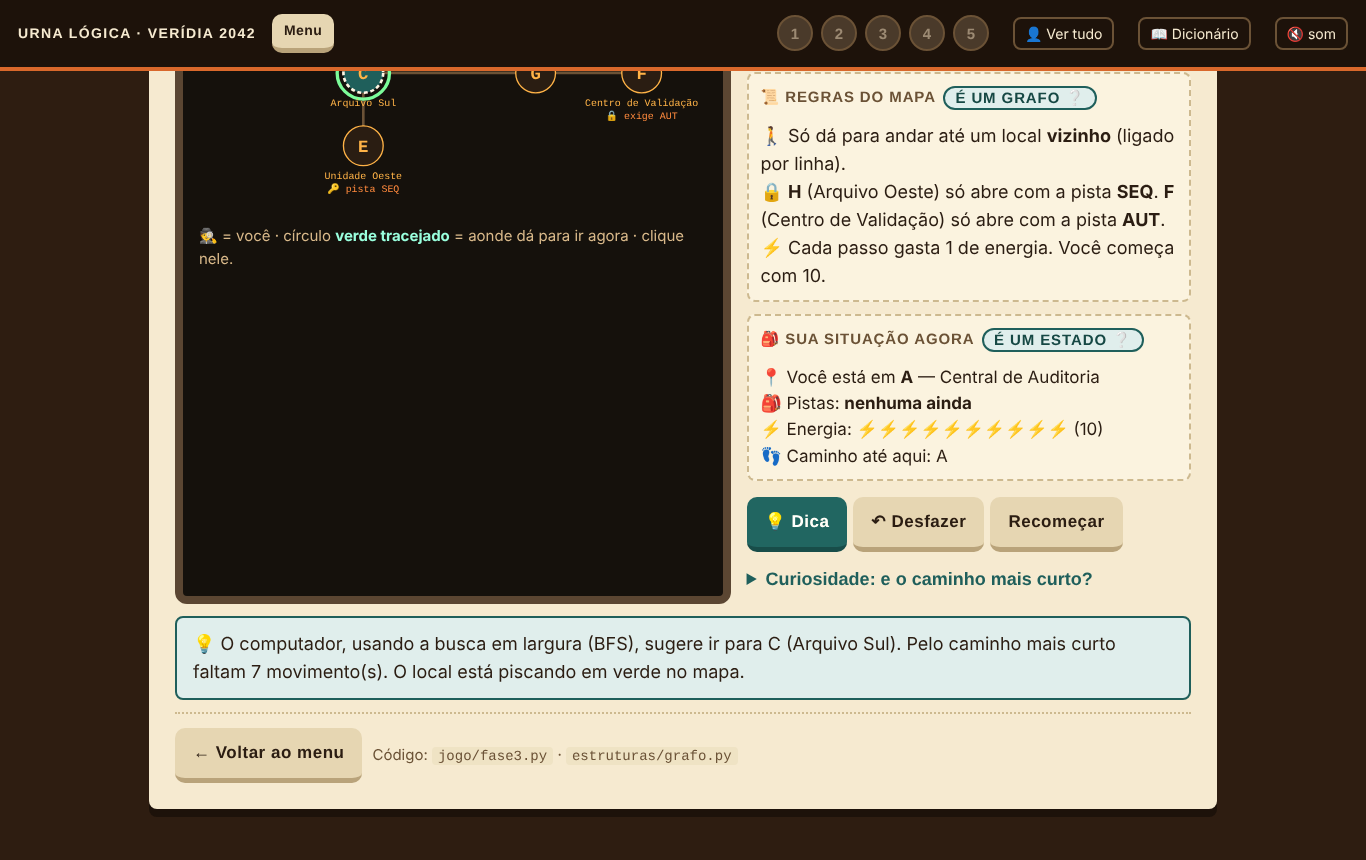 URNA LÓGICA · VERÍDIA 2042
Menu
1 2 3 4 5
👤 Ver tudo
📖 Dicionário
🔇 som
C G F
Arquivo Sul
Centro de Validação
🔒 exige AUT
E
Unidade Oeste
🔑 pista SEQ
🕵 = você · círculo verde tracejado = aonde dá para ir agora · clique
nele.
📜 REGRAS DO MAPA É UM GRAFO ❔
🚶 Só dá para andar até um local vizinho (ligado
por linha).
🔒 H (Arquivo Oeste) só abre com a pista SEQ. F
(Centro de Validação) só abre com a pista AUT.
⚡ Cada passo gasta 1 de energia. Você começa
com 10.
🎒 SUA SITUAÇÃO AGORA É UM ESTADO ❔
📍 Você está em A — Central de Auditoria
🎒 Pistas: nenhuma ainda
⚡ Energia: ⚡⚡⚡⚡⚡⚡⚡⚡⚡⚡ (10)
👣 Caminho até aqui: A
💡 Dica
↶ Desfazer
Recomeçar
▶ Curiosidade: e o caminho mais curto?
💡 O computador, usando a busca em largura (BFS), sugere ir para C (Arquivo Sul). Pelo caminho mais curto
faltam 7 movimento(s). O local está piscando em verde no mapa.
← Voltar ao menu
Código: jogo/fase3.py · estruturas/grafo.py